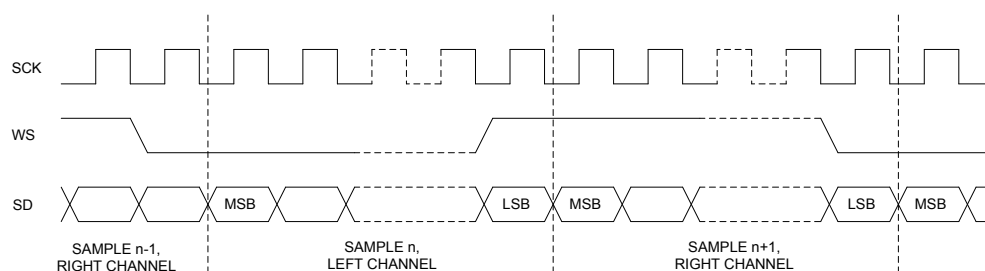 SCK
WS
SD
MSB
LSB
MSB
LSB
MSB
SAMPLE n-1,
RIGHT CHANNEL
SAMPLE n,
LEFT CHANNEL
SAMPLE n+1,
RIGHT CHANNEL